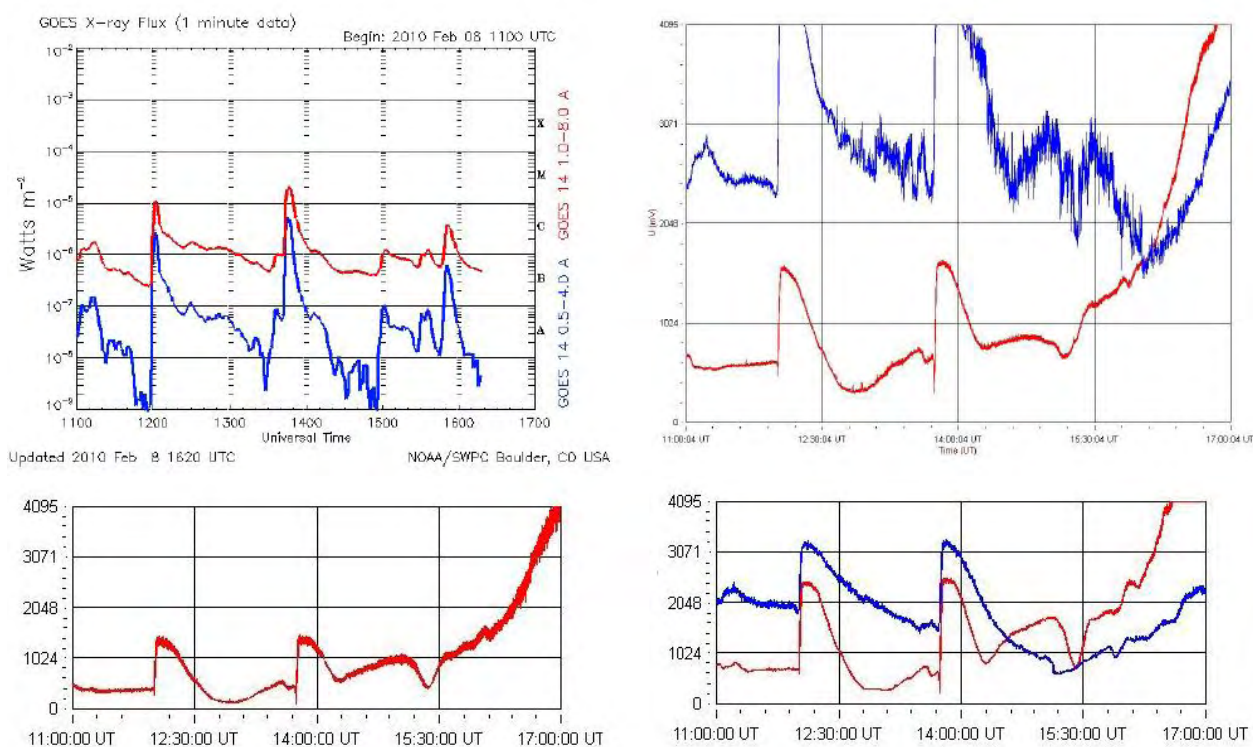 GOES X-ray Flux (1 minute data)
Begin: 2010 Feb 08 1100 UTC
10-2
10-3
10-4
10-5
10-6
10-7
10-8
10-9
Watts m-2
X
M
C
B
A
GOES 14 1.0-8.0 A
GOES 14 0.5-4.0 A
1100 1200 1300 1400 1500 1600 1700
Universal Time
Updated 2010 Feb 8 1620 UTC
NOAA/SWPC Boulder, CO USA
4095
3071
2048
1024
0
U (mV)
11:00:04 UT 12:30:04 UT 14:00:04 UT 15:30:04 UT 17:00:04 UT
Time (UT)
4095
3071
2048
1024
0
11:00:00 UT 12:30:00 UT 14:00:00 UT 15:30:00 UT 17:00:00 UT
4095
3071
2048
1024
0
11:00:00 UT 12:30:00 UT 14:00:00 UT 15:30:00 UT 17:00:00 UT